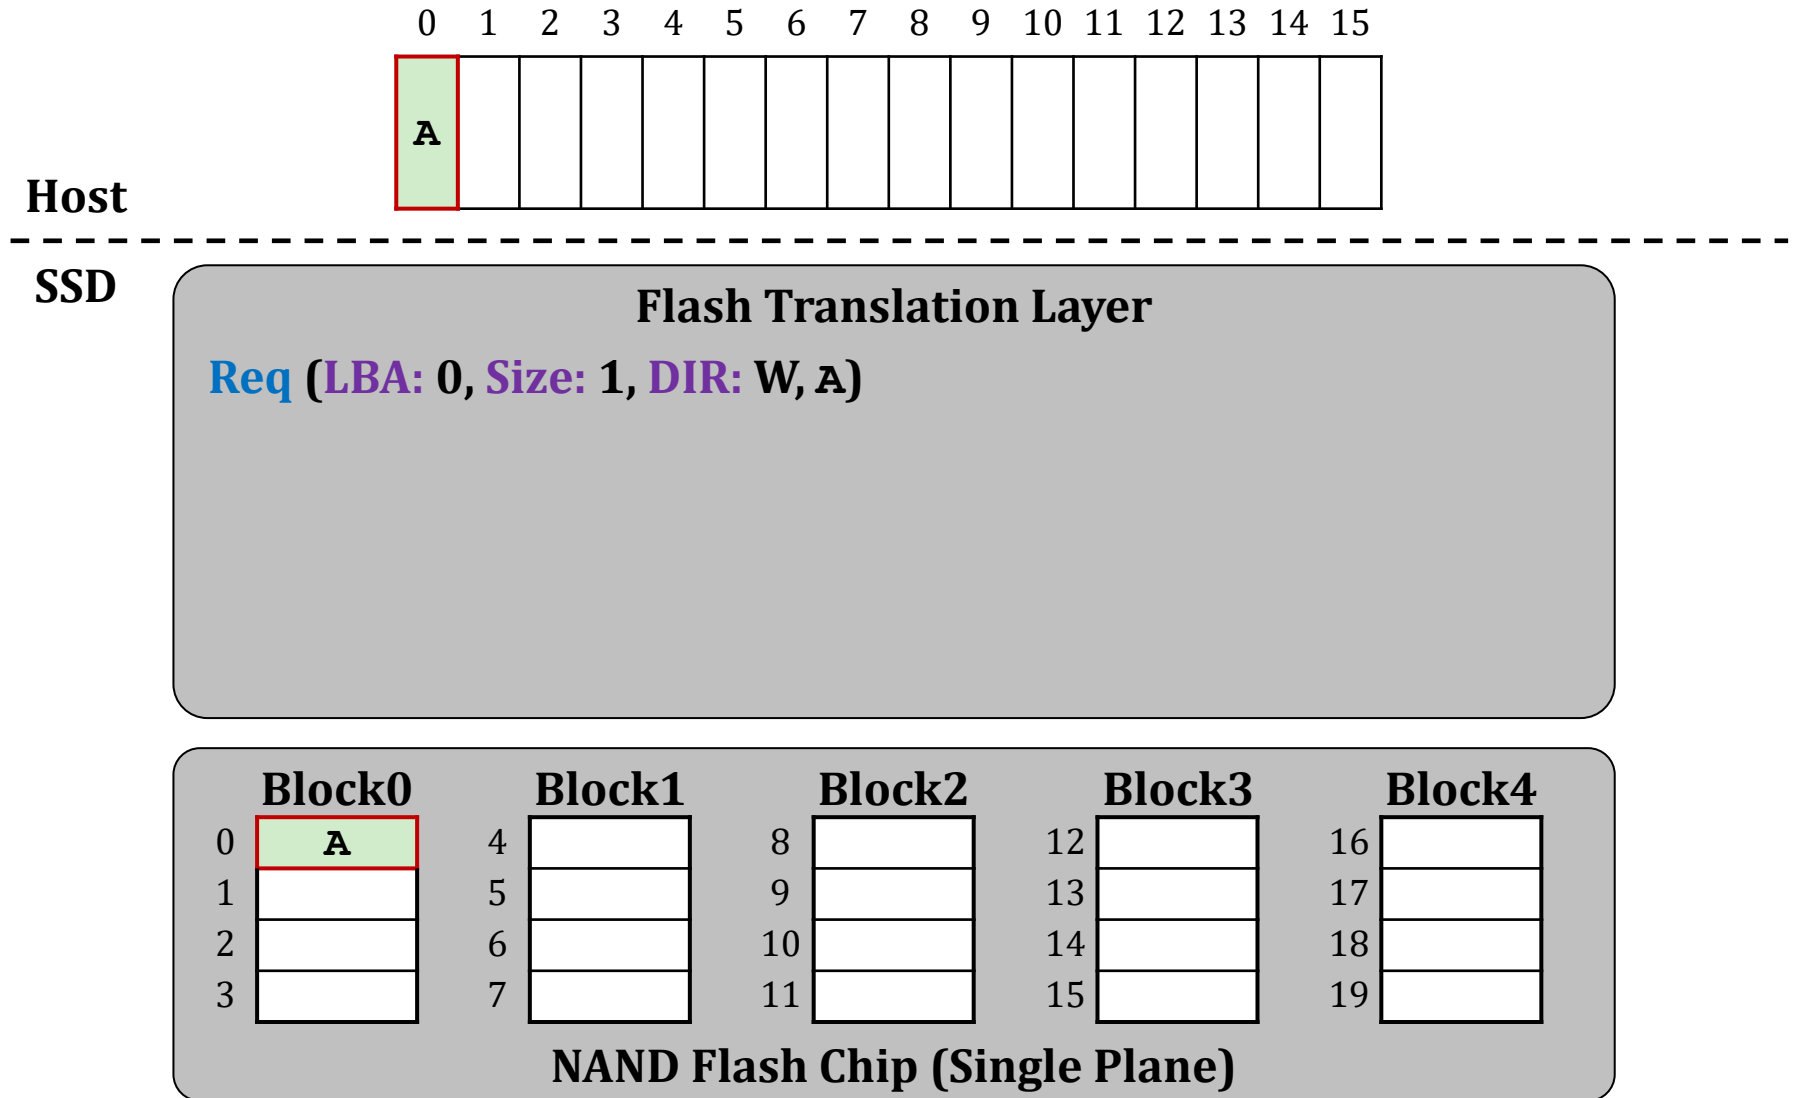 0 1 2 3 4 5 6 7 8 9 10 11 12 13 14 15
A
Host
SSD
Flash Translation Layer
Req (LBA: 0, Size: 1, DIR: W, A)
Block0 Block1 Block2 Block3 Block4
0 A 4 8 12 16
1 5 9 13 17
2 6 10 14 18
3 7 11 15 19
NAND Flash Chip (Single Plane)